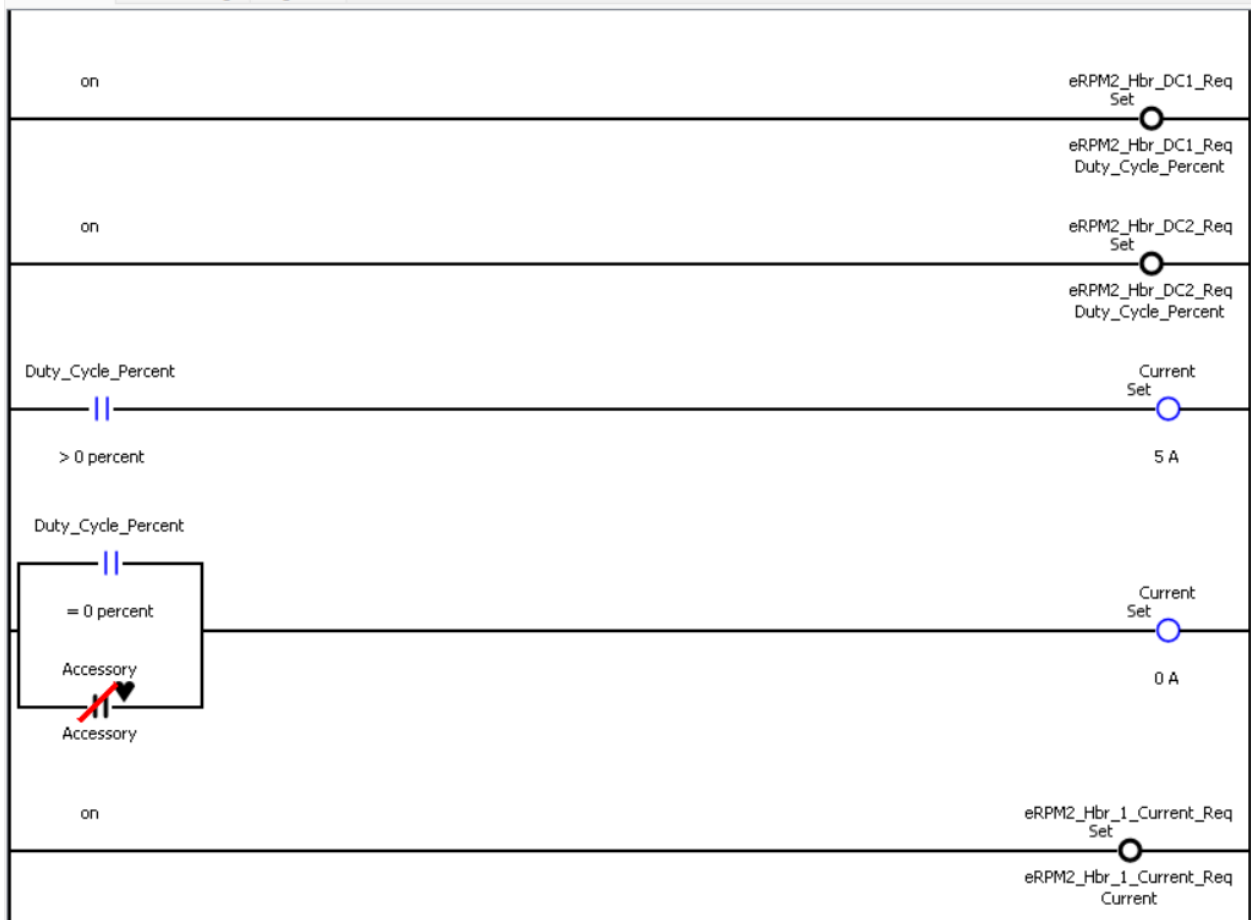 on
eRPM2_Hbr_DC1_Req
Set
eRPM2_Hbr_DC1_Req
Duty_Cycle_Percent
on
eRPM2_Hbr_DC2_Req
Set
eRPM2_Hbr_DC2_Req
Duty_Cycle_Percent
Duty_Cycle_Percent
Current
Set
> 0 percent
5 A
Duty_Cycle_Percent
= 0 percent
Current
Set
Accessory
0 A
Accessory
on
eRPM2_Hbr_1_Current_Req
Set
eRPM2_Hbr_1_Current_Req
Current